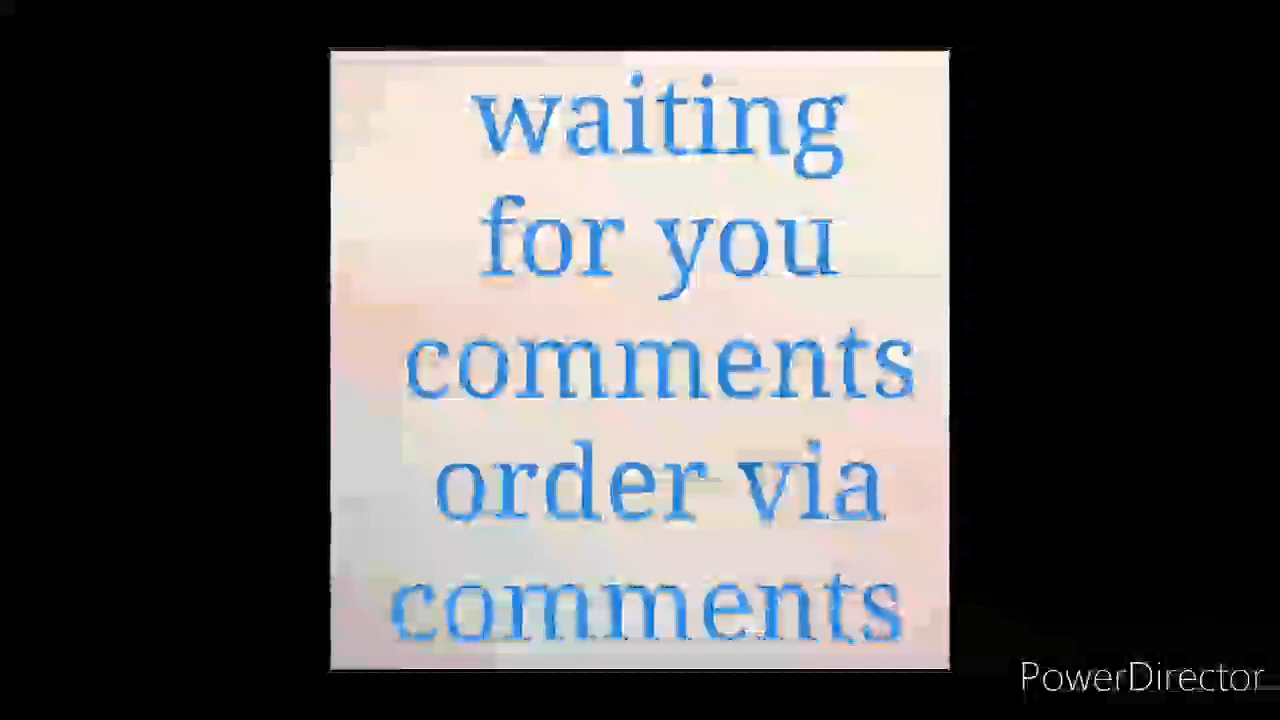 waiting
for you
comments
order via
comments
PowerDirector